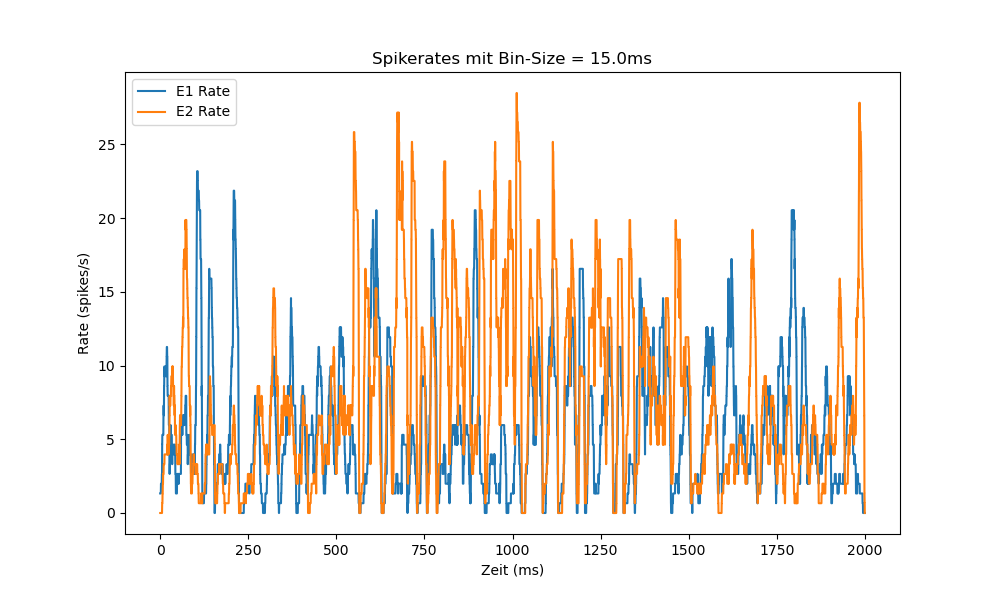 Spikerates mit Bin-Size = 15.0ms
E1 Rate
E2 Rate
Rate (spikes/s)
25
20
15
10
5
0
0 250 500 750 1000 1250 1500 1750 2000
Zeit (ms)